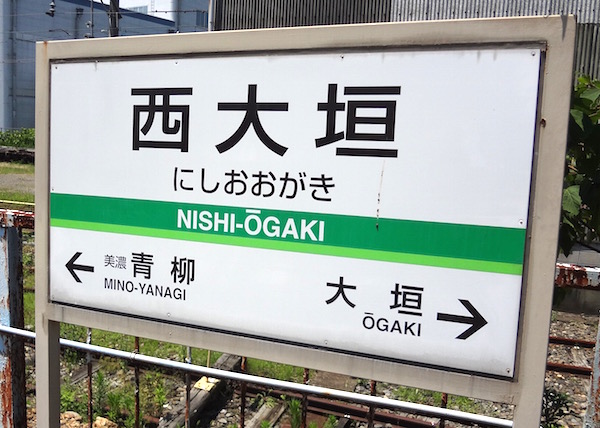 西大垣
にしおおがき
NISHI-ŌGAKI
← 美濃青柳
MINO-YANAGI
大垣 →
ŌGAKI